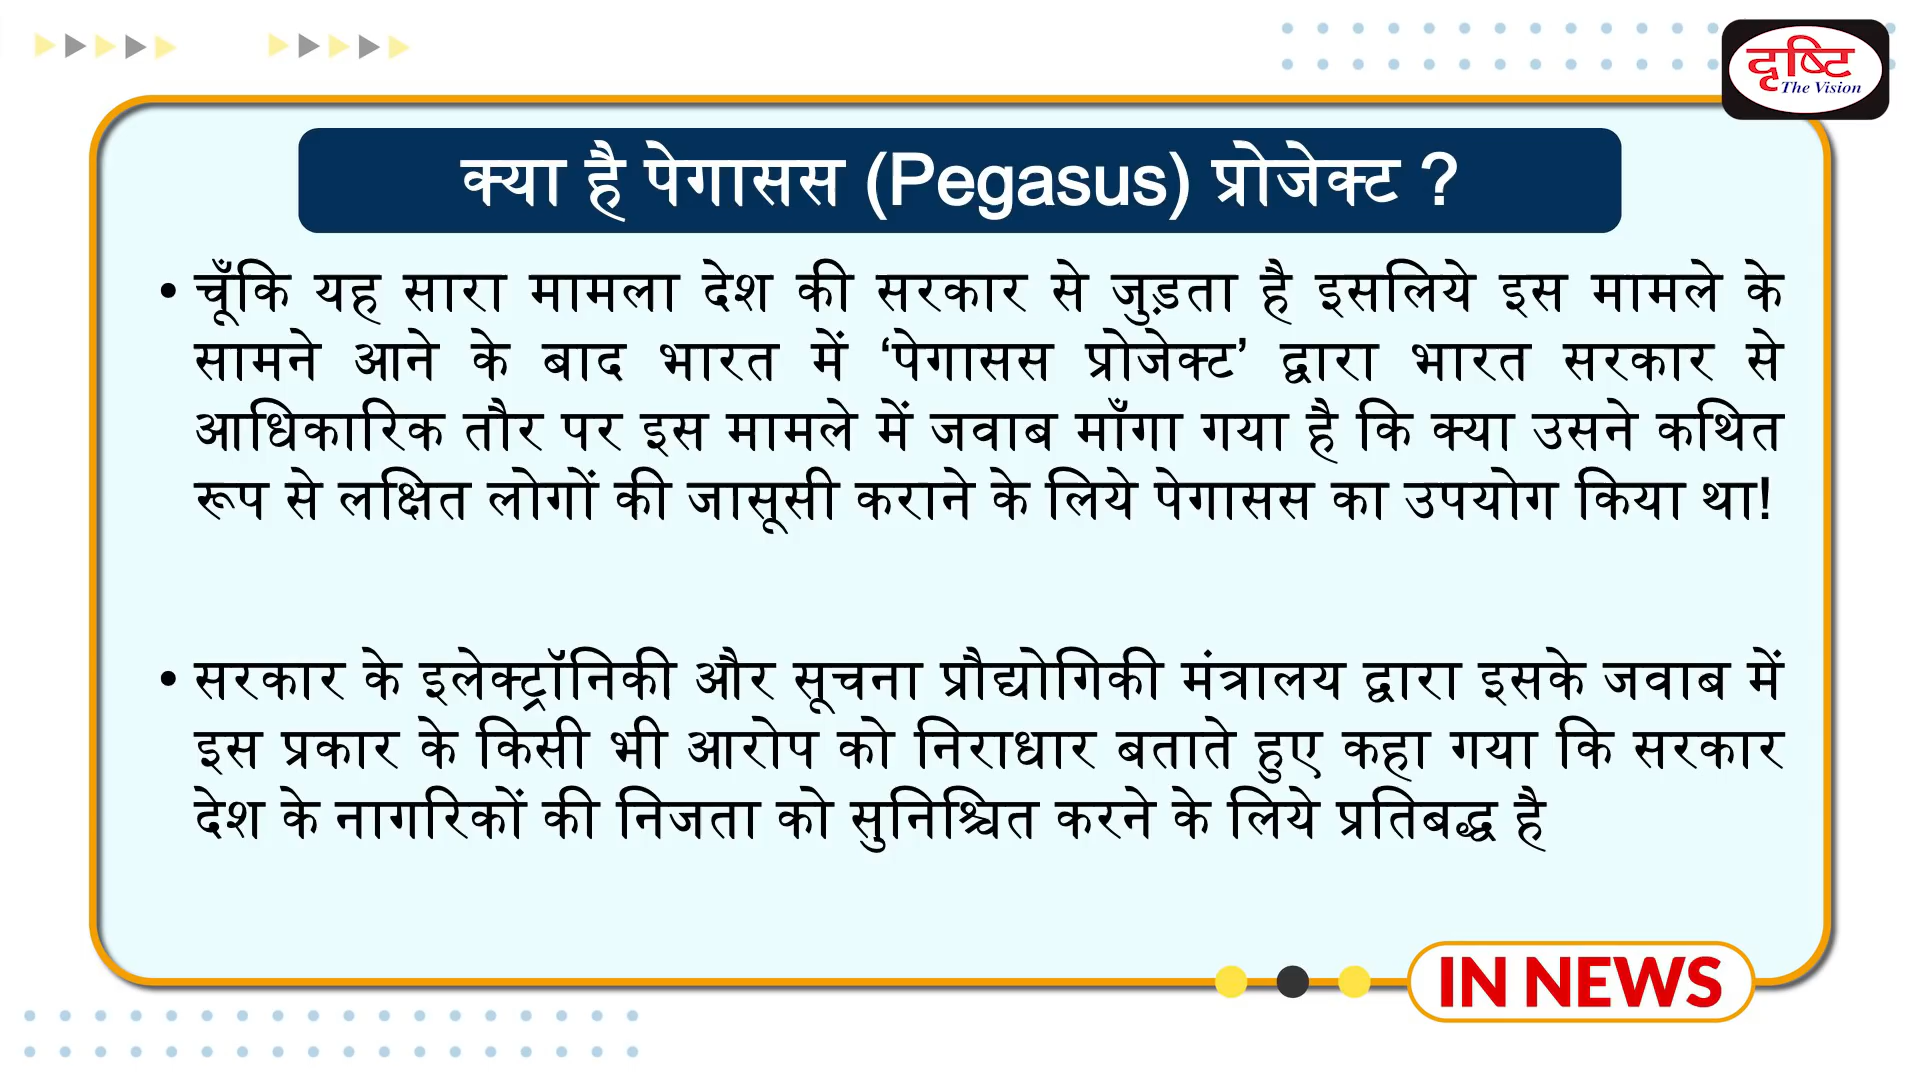 दृष्टि
The Vision
क्या है पेगासस (Pegasus) प्रोजेक्ट ?
• चूँकि यह सारा मामला देश की सरकार से जुड़ता है इसलिये इस मामले के
सामने आने के बाद भारत में ‘पेगासस प्रोजेक्ट’ द्वारा भारत सरकार से
आधिकारिक तौर पर इस मामले में जवाब माँगा गया है कि क्या उसने कथित
रूप से लक्षित लोगों की जासूसी कराने के लिये पेगासस का उपयोग किया था!
• सरकार के इलेक्ट्रॉनिकी और सूचना प्रौद्योगिकी मंत्रालय द्वारा इसके जवाब में
इस प्रकार के किसी भी आरोप को निराधार बताते हुए कहा गया कि सरकार
देश के नागरिकों की निजता को सुनिश्चित करने के लिये प्रतिबद्ध है
IN NEWS